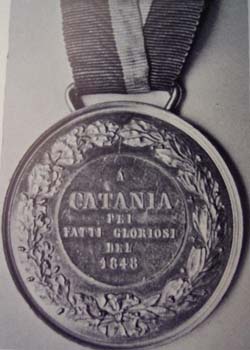 A
CATANIA
PEI
FATTI GLORIOSI
DEL
1848